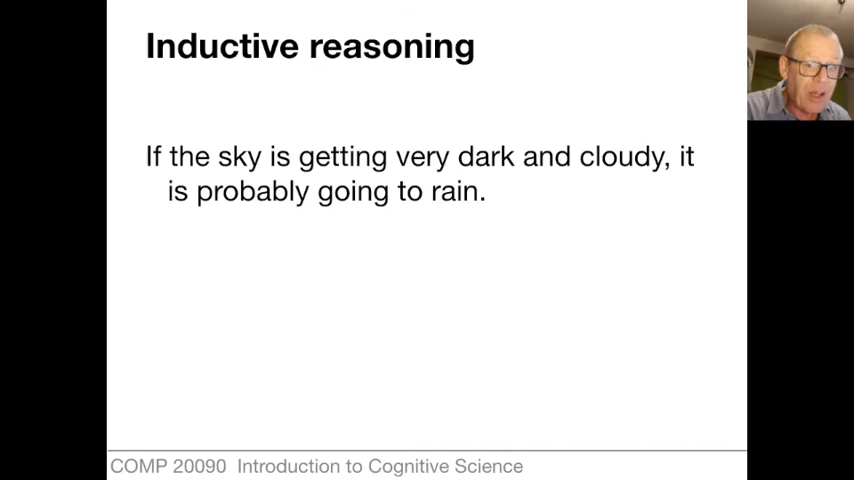 Inductive reasoning
If the sky is getting very dark and cloudy, it
is probably going to rain.
COMP 20090 Introduction to Cognitive Science